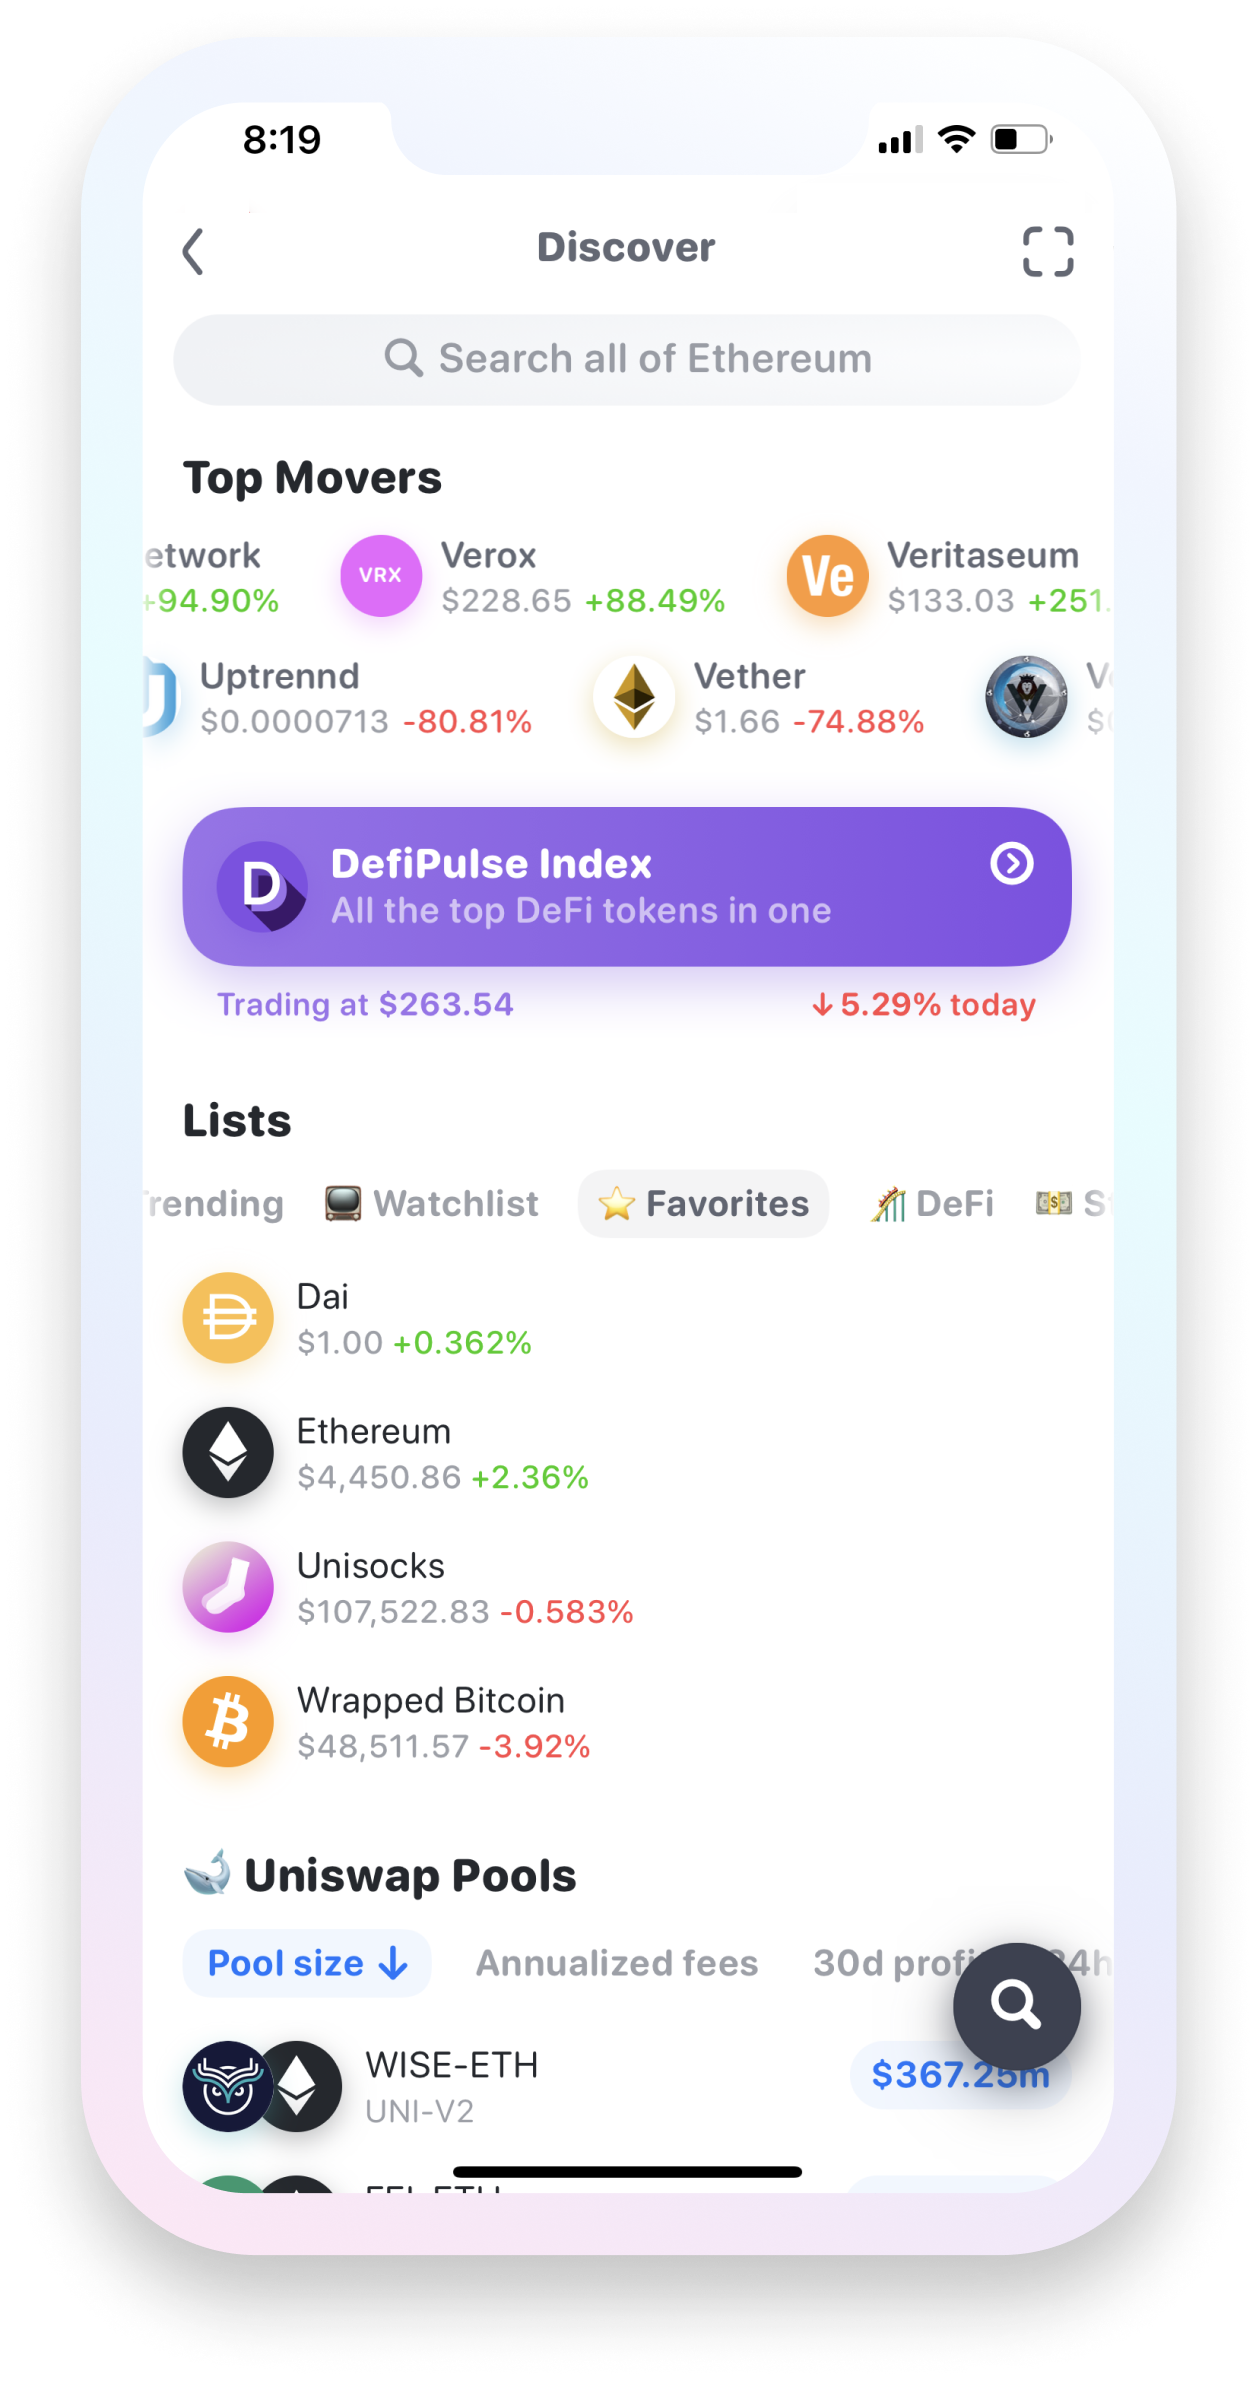 8:19
Discover
Search all of Ethereum
Top Movers
etwork
+94.90%
VRX
Verox
$228.65 +88.49%
Ve
Veritaseum
$133.03 +251.
Uptrennd
$0.0000713 -80.81%
Vether
$1.66 -74.88%
D
DefiPulse Index
All the top DeFi tokens in one
Trading at $263.54
↓ 5.29% today
Lists
rending
Watchlist
Favorites
DeFi
Dai
$1.00 +0.362%
Ethereum
$4,450.86 +2.36%
Unisocks
$107,522.83 -0.583%
Wrapped Bitcoin
$48,511.57 -3.92%
Uniswap Pools
Pool size ↓
Annualized fees
30d profi
24h
WISE-ETH
UNI-V2
$367.25m